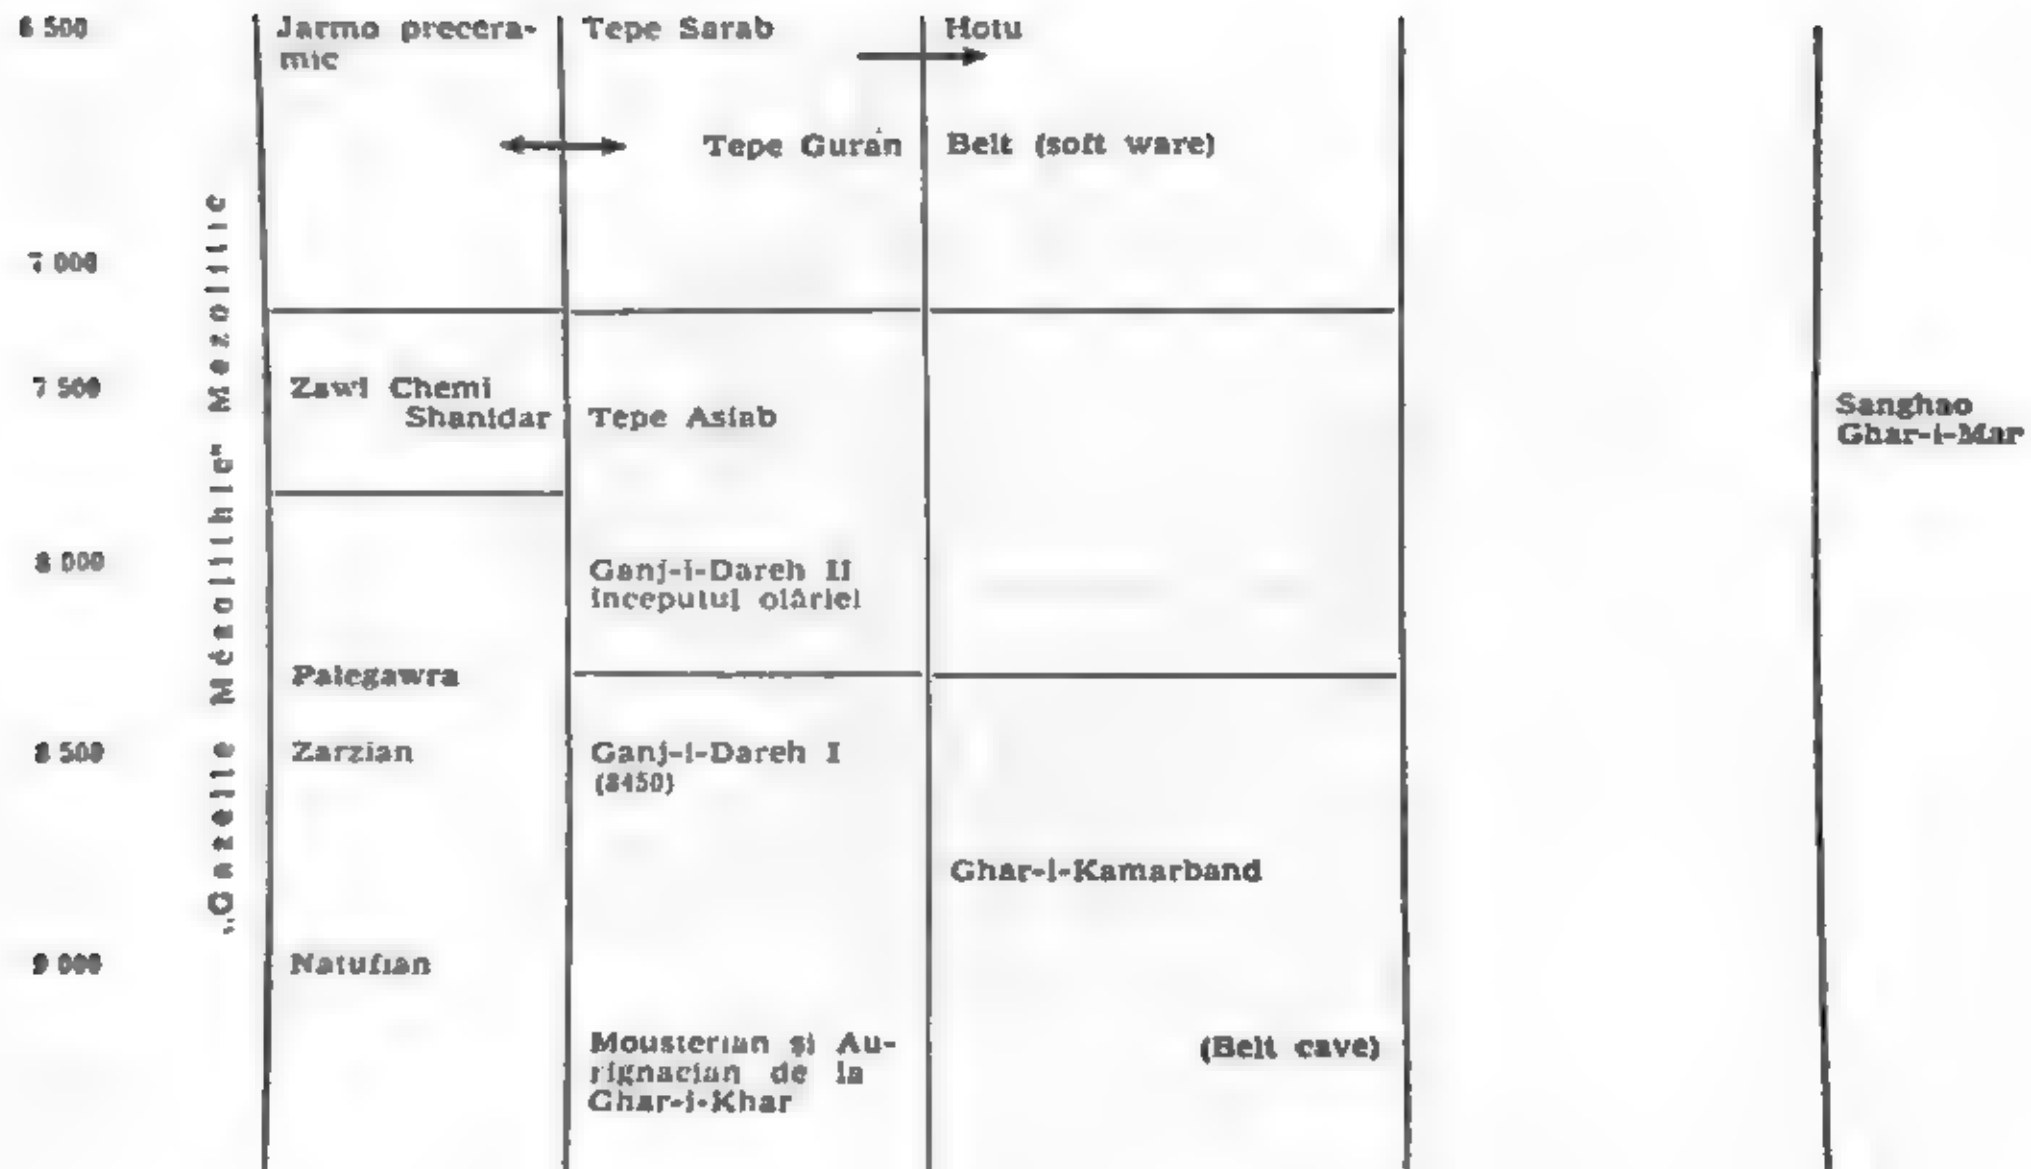 6 500 Jarmo precera- Tepe Sarab Hotu
mic
Tepe Guran Belt (soft ware)
7 000
7 500 Zawi Chemi
Shanidar Tepe Asiab Sanghao
Ghar-i-Mar
8 000 Ganj-i-Dareh II
începutul olăriei
Palegawra
8 500 Zarzian Ganj-i-Dareh I
(8450)
Ghar-i-Kamarband
9 000 Natufian
Mousterian și Au- (Belt cave)
rignacian de la
Ghar-i-Khar
„Gazelle Mésolithic" Mezolitic